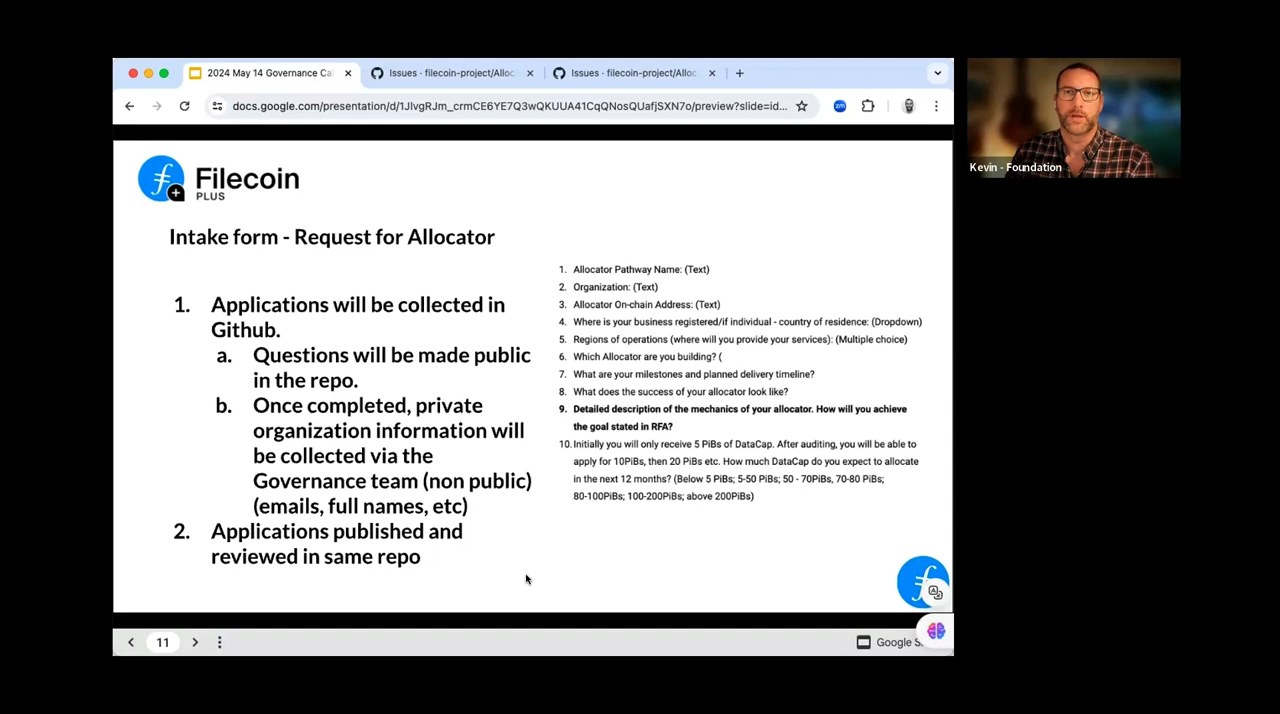 2024 May 14 Governance Ca
Issues · filecoin-project/Alloc
Issues · filecoin-project/Alloc
docs.google.com/presentation/d/1JlvgRJm_crmCE6YE7Q3wQKUUA41CqQNosQUafjSXN7o/preview?slide=id...
zm
Filecoin
PLUS
Intake form - Request for Allocator
1. Applications will be collected in
Github.
a. Questions will be made public
in the repo.
b. Once completed, private
organization information will
be collected via the
Governance team (non public)
(emails, full names, etc)
2. Applications published and
reviewed in same repo
1. Allocator Pathway Name: (Text)
2. Organization: (Text)
3. Allocator On-chain Address: (Text)
4. Where is your business registered/if individual - country of residence: (Dropdown)
5. Regions of operations (where will you provide your services): (Multiple choice)
6. Which Allocator are you building? (
7. What are your milestones and planned delivery timeline?
8. What does the success of your allocator look like?
9. Detailed description of the mechanics of your allocator. How will you achieve
the goal stated in RFA?
10. Initially you will only receive 5 PiBs of DataCap. After auditing, you will be able to
apply for 10PiBs, then 20 PiBs etc. How much DataCap do you expect to allocate
in the next 12 months? (Below 5 PiBs; 5-50 PiBs; 50 - 70PiBs, 70-80 PiBs;
80-100PiBs; 100-200PiBs; above 200PiBs)
11
Google S
Kevin - Foundation